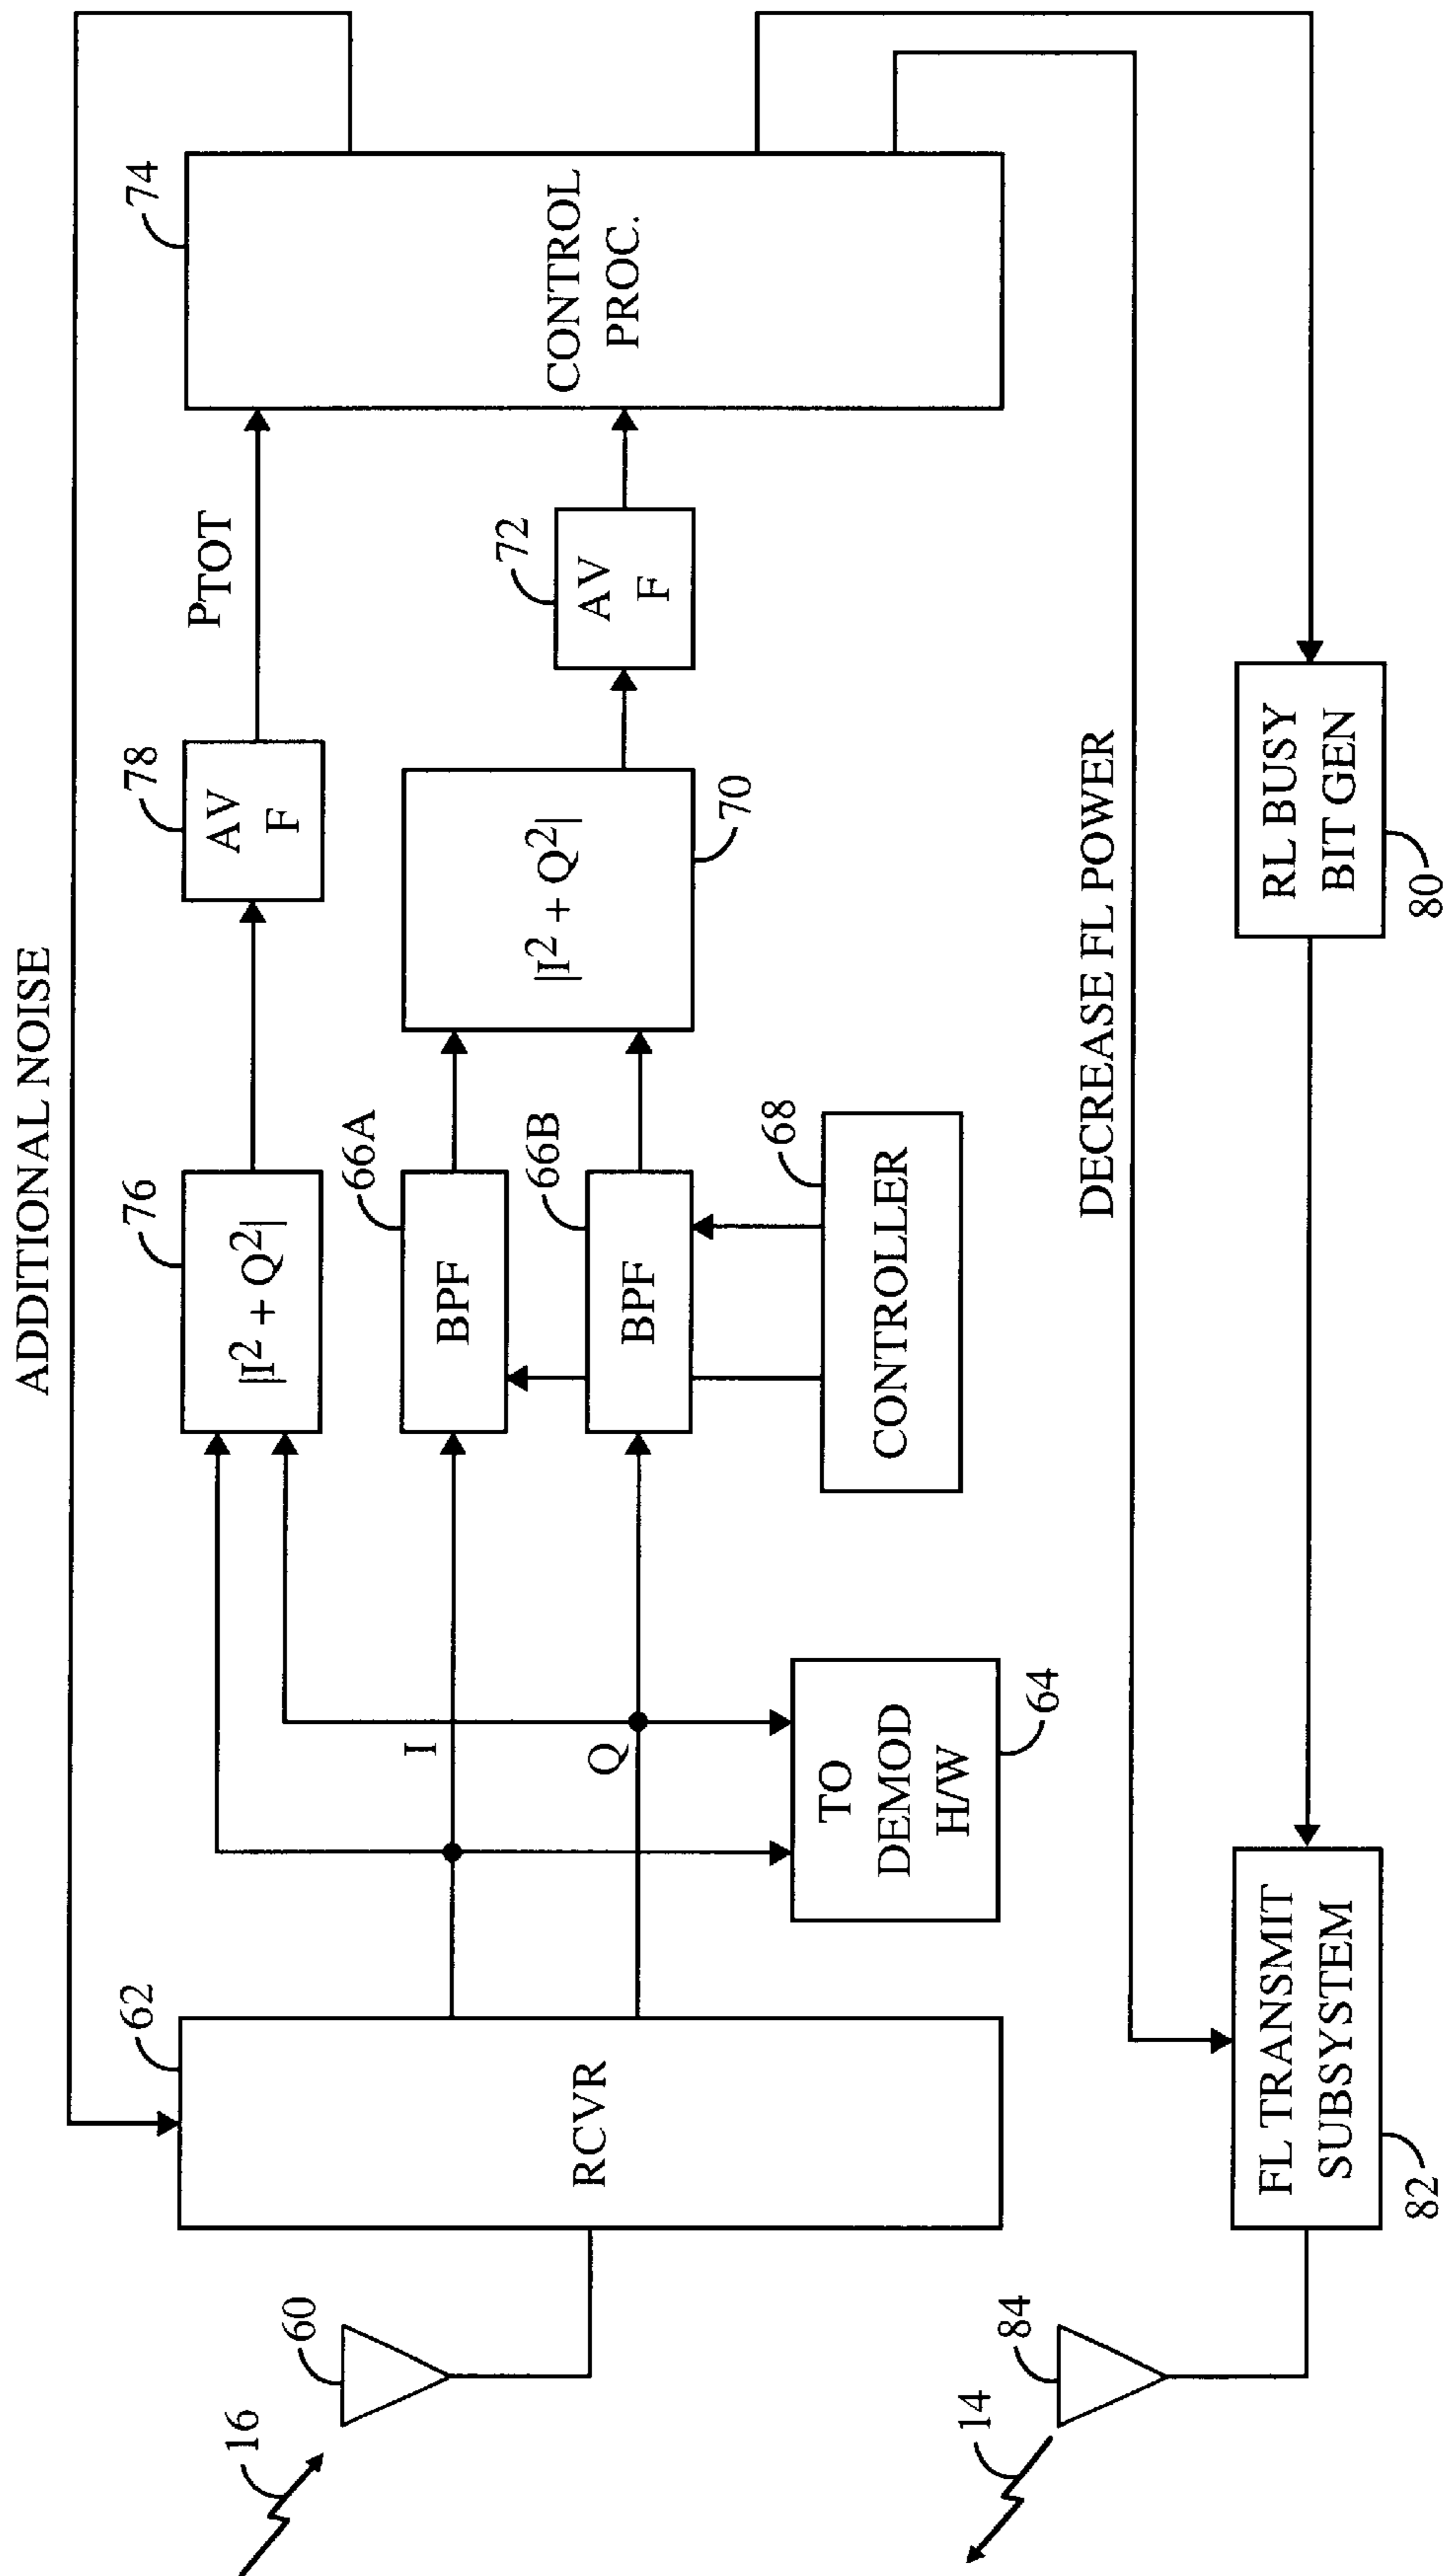 ADDITIONAL NOISE
16
60
62
RCVR
I
Q
TO
DEMOD
H/W
64
76
|I² + Q²|
66A
BPF
66B
BPF
68
CONTROLLER
78
AV
F
PTOT
|I² + Q²|
70
72
AV
F
74
CONTROL
PROC.
DECREASE FL POWER
14
84
FL TRANSMIT
SUBSYSTEM
82
RL BUSY
BIT GEN
80